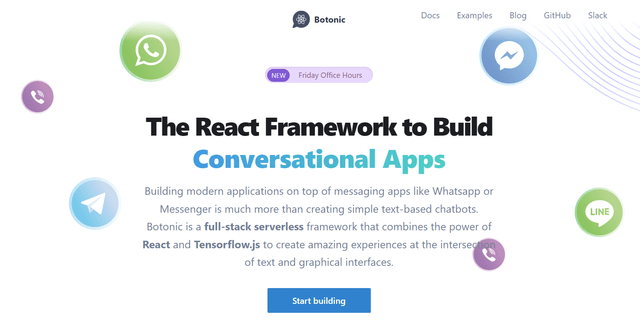 Botonic
Docs Examples Blog GitHub Slack
NEW Friday Office Hours
The React Framework to Build
Conversational Apps
Building modern applications on top of messaging apps like Whatsapp or
Messenger is much more than creating simple text-based chatbots.
Botonic is a full-stack serverless framework that combines the power of
React and Tensorflow.js to create amazing experiences at the intersection
of text and graphical interfaces.
LINE
Start building